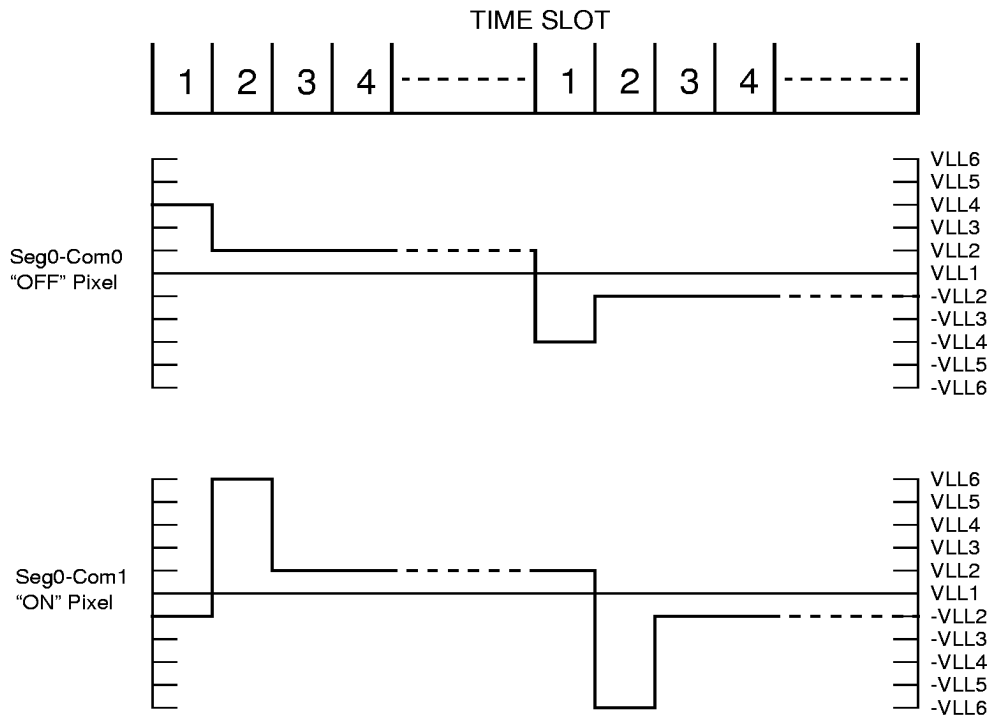 TIME SLOT
1 2 3 4 1 2 3 4
VLL6
VLL5
VLL4
VLL3
VLL2
VLL1
-VLL2
-VLL3
-VLL4
-VLL5
-VLL6
Seg0-Com0
“OFF” Pixel
VLL6
VLL5
VLL4
VLL3
VLL2
VLL1
-VLL2
-VLL3
-VLL4
-VLL5
-VLL6
Seg0-Com1
“ON” Pixel